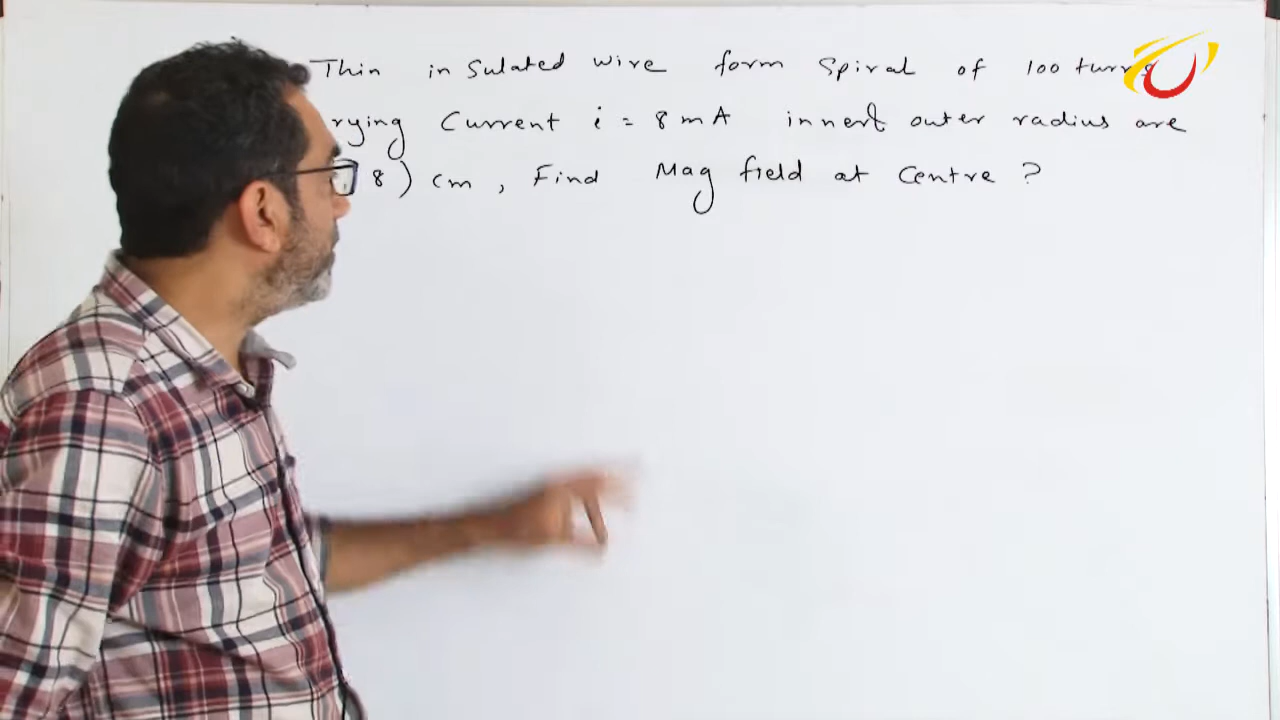 Thin insulated wire form spiral of 100 turns
rying current i = 8 mA inner & outer radius are
8) cm, Find Mag field at Centre ?